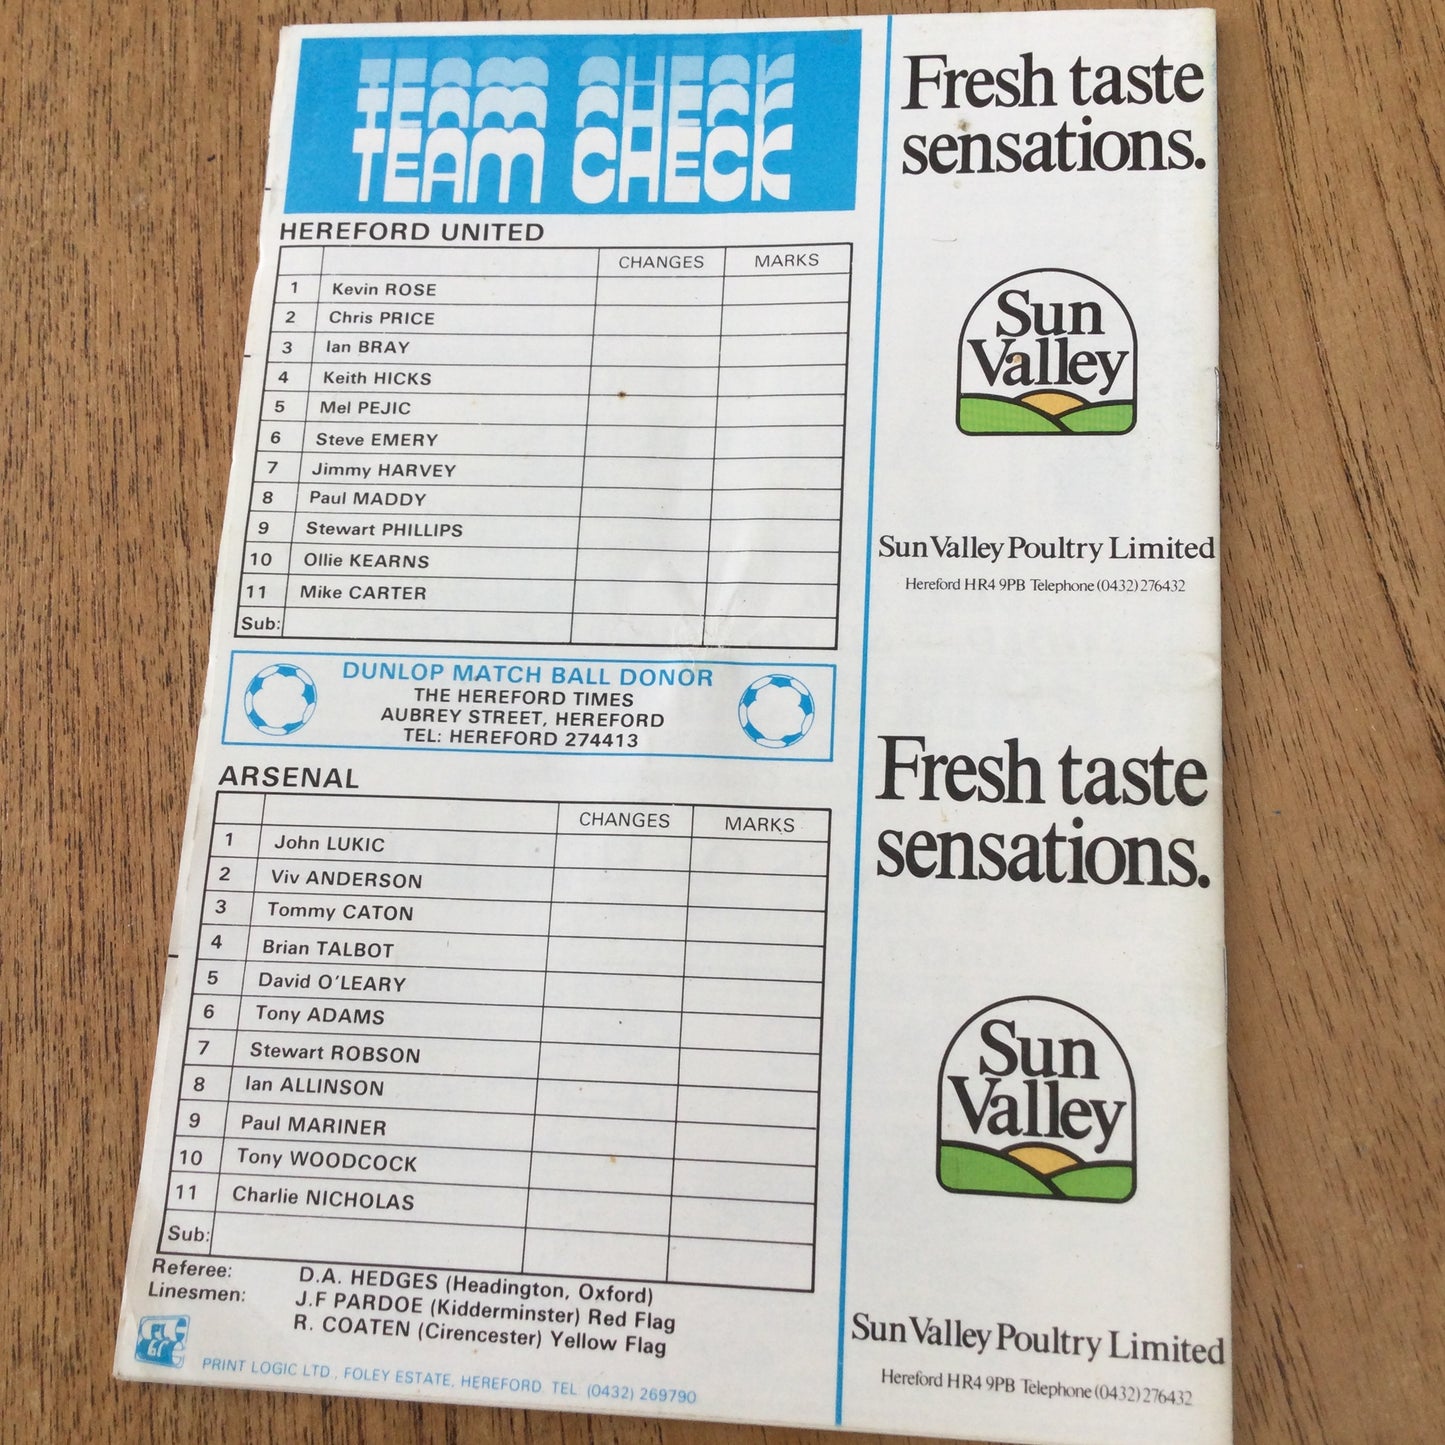 TEAM CHECK
TEAM CHECK
TEAM CHECK
HEREFORD UNITED
CHANGES MARKS
1 Kevin ROSE
2 Chris PRICE
3 Ian BRAY
4 Keith HICKS
5 Mel PEJIC
6 Steve EMERY
7 Jimmy HARVEY
8 Paul MADDY
9 Stewart PHILLIPS
10 Ollie KEARNS
11 Mike CARTER
Sub:
DUNLOP MATCH BALL DONOR
THE HEREFORD TIMES
AUBREY STREET, HEREFORD
TEL: HEREFORD 274413
ARSENAL
CHANGES MARKS
1 John LUKIC
2 Viv ANDERSON
3 Tommy CATON
4 Brian TALBOT
5 David O'LEARY
6 Tony ADAMS
7 Stewart ROBSON
8 Ian ALLINSON
9 Paul MARINER
10 Tony WOODCOCK
11 Charlie NICHOLAS
Sub:
Referee: D.A. HEDGES (Headington, Oxford)
Linesmen: J.F PARDOE (Kidderminster) Red Flag
R. COATEN (Cirencester) Yellow Flag
PRINT LOGIC LTD., FOLEY ESTATE, HEREFORD. TEL: (0432) 269790
Fresh taste
sensations.
Sun
Valley
Sun Valley Poultry Limited
Hereford HR4 9PB Telephone (0432) 276432
Fresh taste
sensations.
Sun
Valley
Sun Valley Poultry Limited
Hereford HR4 9PB Telephone (0432) 276432